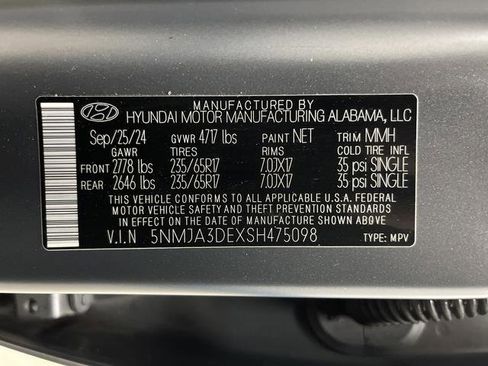 MANUFACTURED BY
HYUNDAI MOTOR MANUFACTURING ALABAMA, LLC
Sep/25/24 GVWR 4717 lbs PAINT NET TRIM MMH
GAWR TIRES RIMS COLD TIRE INFL
FRONT 2778 lbs 235/65R17 7.0JX17 35 psi SINGLE
REAR 2646 lbs 235/65R17 7.0JX17 35 psi SINGLE
THIS VEHICLE CONFORMS TO ALL APPLICABLE U.S.A. FEDERAL
MOTOR VEHICLE SAFETY AND THEFT PREVENTION STANDARDS
IN EFFECT ON THE DATE OF MANUFACTURE SHOWN ABOVE.
V.I.N 5NMJA3DEXSH475098 TYPE: MPV